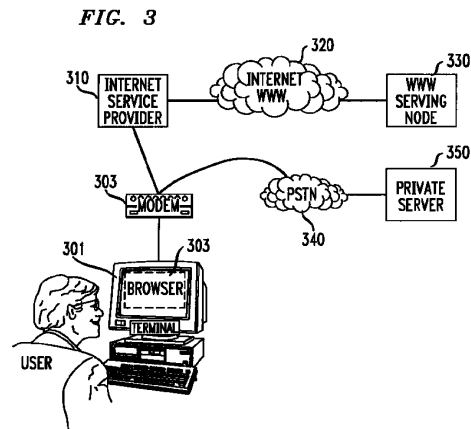 FIG. 3
320
310
INTERNET
SERVICE
PROVIDER
INTERNET
WWW
330
WWW
SERVING
NODE
350
303
MODEM
PSTN
PRIVATE
SERVER
340
301
303
BROWSER
TERMINAL
USER